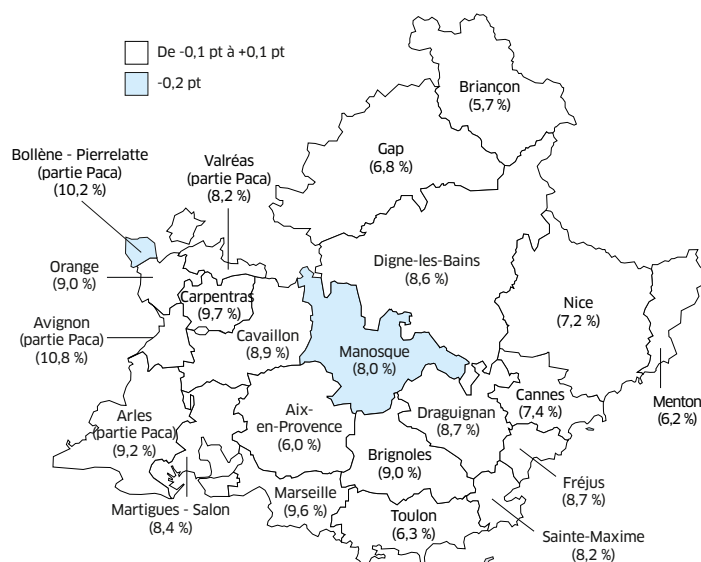 De -0,1 pt à +0,1 pt
-0,2 pt
Briançon
(5,7 %)
Gap
(6,8 %)
Bollène - Pierrelatte
(partie Paca)
(10,2 %)
Valréas
(partie Paca)
(8,2 %)
Orange
(9,0 %)
Carpentras
(9,7 %)
Digne-les-Bains
(8,6 %)
Nice
(7,2 %)
Avignon
(partie Paca)
(10,8 %)
Cavaillon
(8,9 %)
Manosque
(8,0 %)
Menton
(6,2 %)
Cannes
(7,4 %)
Arles
(partie Paca)
(9,2 %)
Aix-
en-Provence
(6,0 %)
Draguignan
(8,7 %)
Brignoles
(9,0 %)
Fréjus
(8,7 %)
Martigues - Salon
(8,4 %)
Marseille
(9,6 %)
Toulon
(6,3 %)
Sainte-Maxime
(8,2 %)